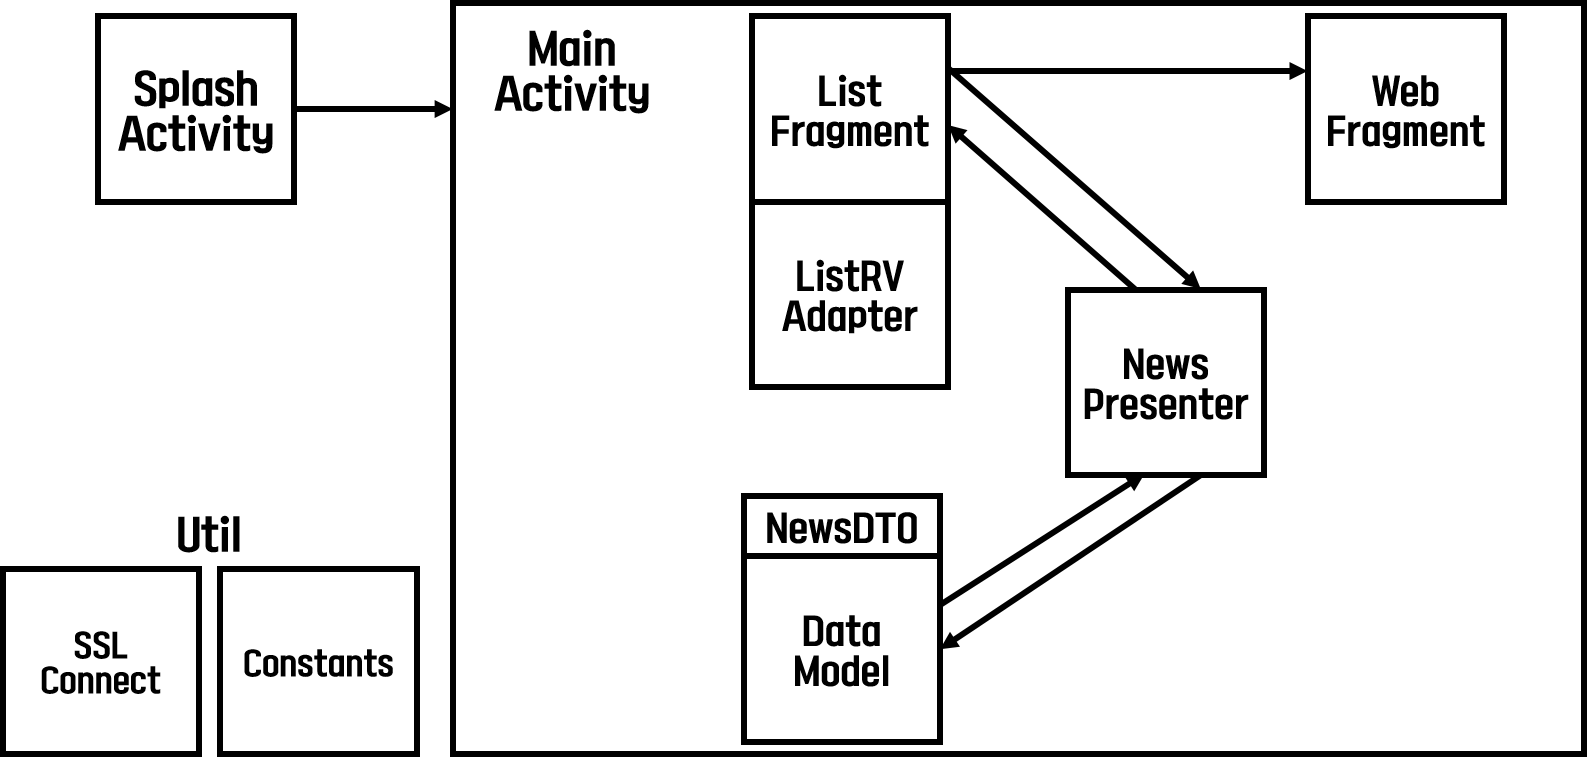 Splash
Activity
Main
Activity
List
Fragment
Web
Fragment
ListRV
Adapter
News
Presenter
NewsDTO
Data
Model
Util
SSL
Connect
Constants